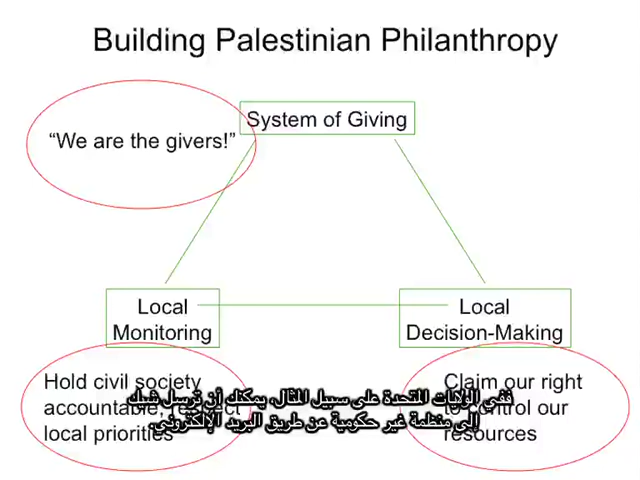 Building Palestinian Philanthropy
"We are the givers!"
System of Giving
Local
Monitoring
Local
Decision-Making
Hold civil society
accountable,
local priorities
Claim our right
to control our
resources
ففي الولايات المتحدة على سبيل المثال، يمكنك أن ترسل شيك
إلى منظمة غير حكومية عن طريق البريد الإلكتروني.